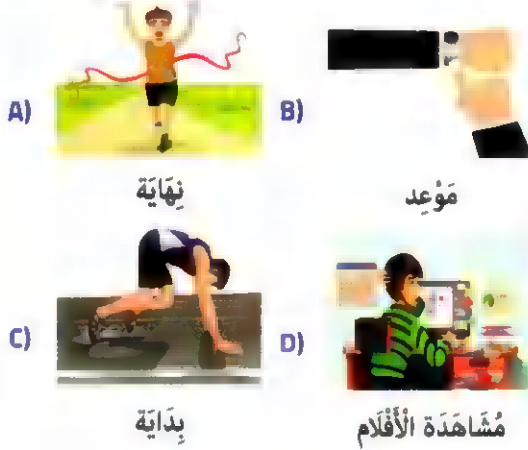 A)
نِهَايَة
B)
مَوْعِد
C)
بِدَايَة
D)
مُشَاهَدَة الْأَفْلَام